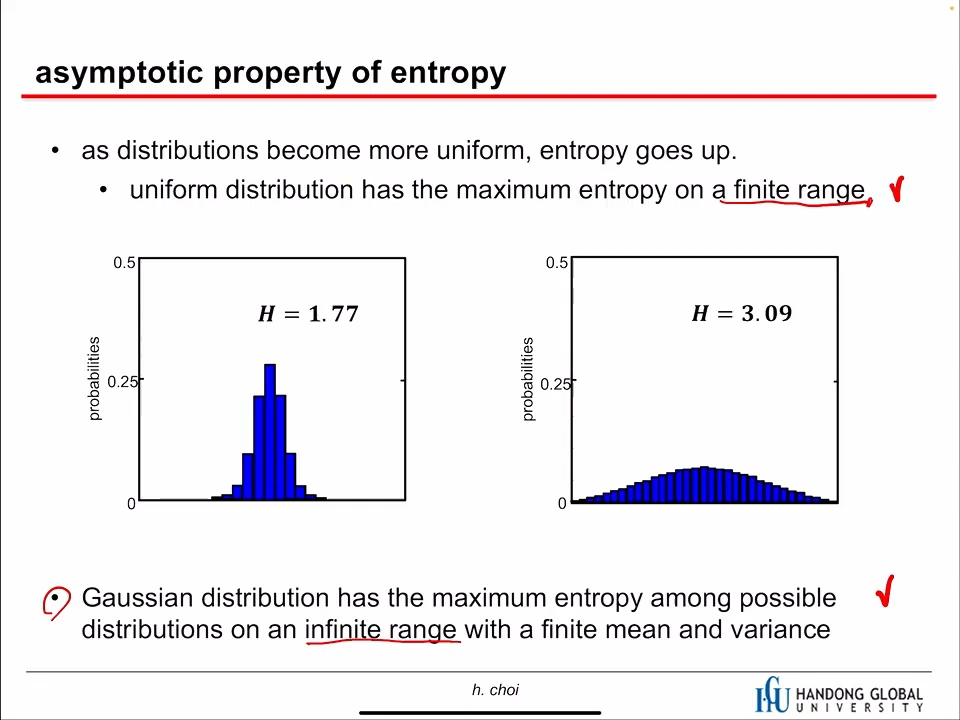 asymptotic property of entropy
• as distributions become more uniform, entropy goes up.
• uniform distribution has the maximum entropy on a finite range.
0.5
H = 1.77
probabilities
0.25
0
0.5
H = 3.09
probabilities
0.25
0
• Gaussian distribution has the maximum entropy among possible
distributions on an infinite range with a finite mean and variance
h. choi
HGU HANDONG GLOBAL
UNIVERSITY